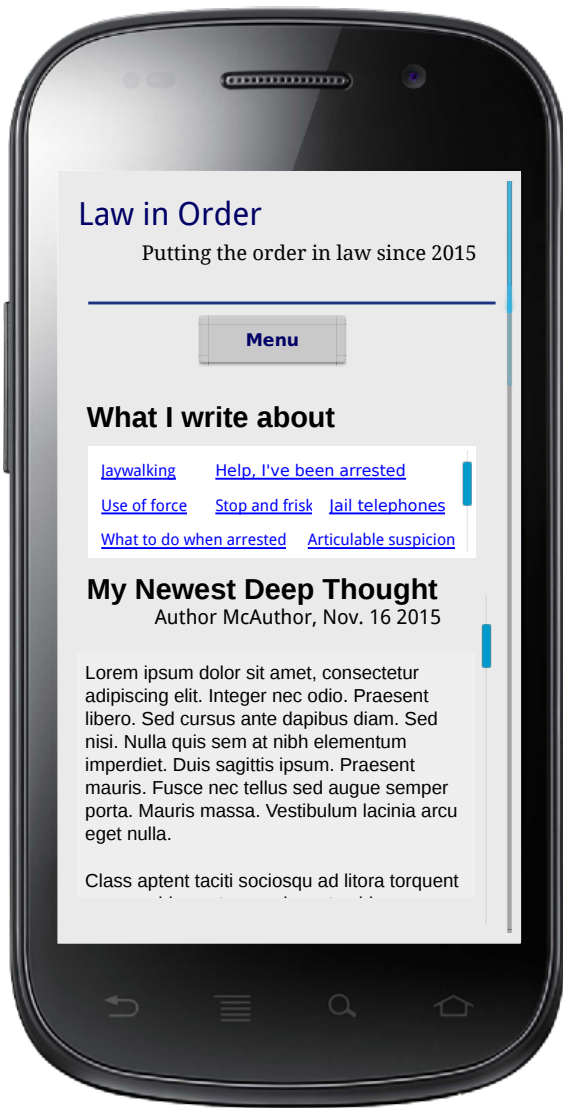 Law in Order
Putting the order in law since 2015
Menu
What I write about
Jaywalking Help, I've been arrested
Use of force Stop and frisk Jail telephones
What to do when arrested Articulable suspicion
My Newest Deep Thought
Author McAuthor, Nov. 16 2015
Lorem ipsum dolor sit amet, consectetur
adipiscing elit. Integer nec odio. Praesent
libero. Sed cursus ante dapibus diam. Sed
nisi. Nulla quis sem at nibh elementum
imperdiet. Duis sagittis ipsum. Praesent
mauris. Fusce nec tellus sed augue semper
porta. Mauris massa. Vestibulum lacinia arcu
eget nulla.
Class aptent taciti sociosqu ad litora torquent